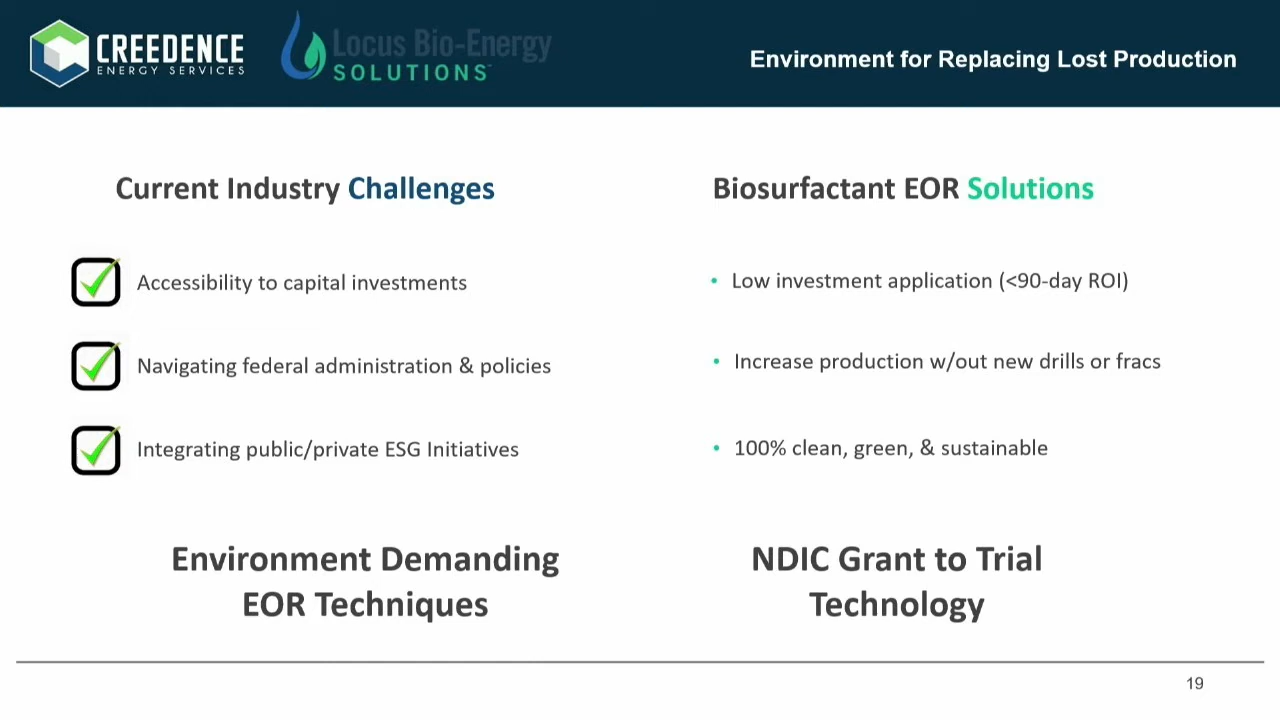 CREEDENCE
ENERGY SERVICES
Locus Bio-Energy
SOLUTIONS™
Environment for Replacing Lost Production
Current Industry Challenges
Accessibility to capital investments
Navigating federal administration & policies
Integrating public/private ESG Initiatives
Environment Demanding
EOR Techniques
Biosurfactant EOR Solutions
• Low investment application (<90-day ROI)
• Increase production w/out new drills or fracs
• 100% clean, green, & sustainable
NDIC Grant to Trial
Technology
19